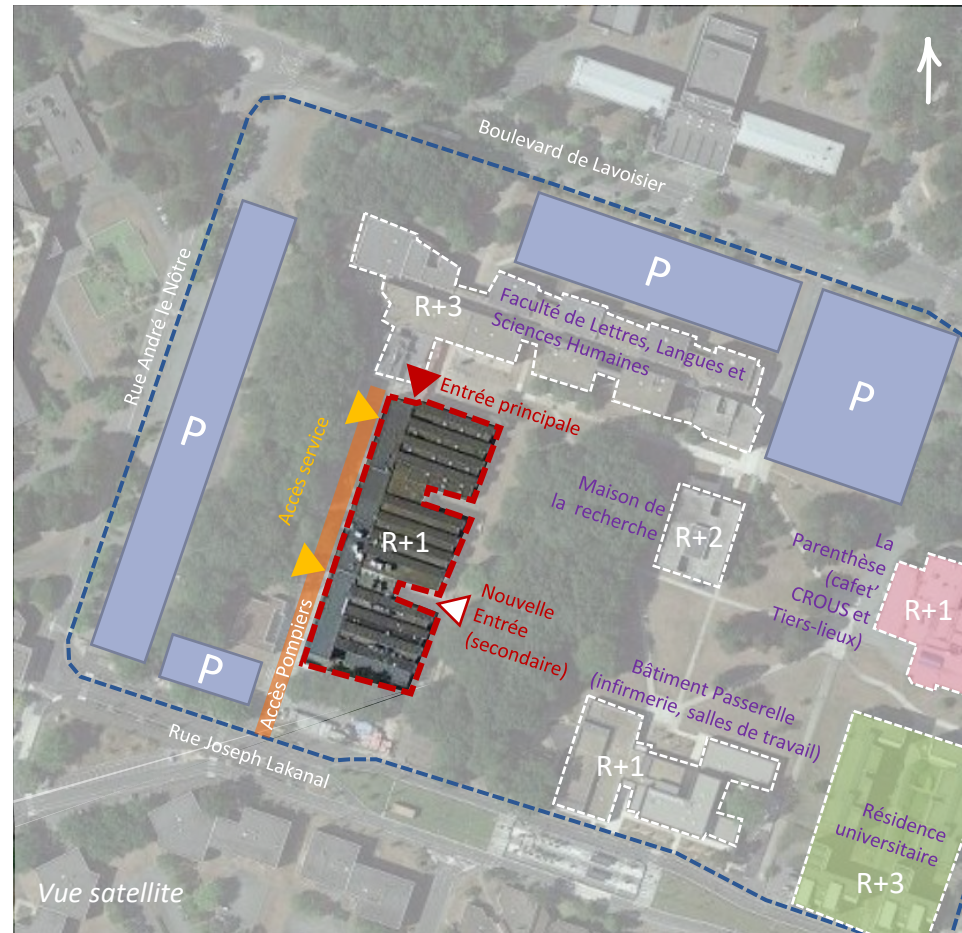 Boulevard de Lavoisier
Rue André le Nôtre
P
P
P
P
R+3
Faculté de Lettres, Langues et
Sciences Humaines
Entrée principale
Accès service
R+1
Maison de
la recherche
R+2
La
Parenthèse
(cafet’
CROUS et
Tiers-lieux)
R+1
Nouvelle
Entrée
(secondaire)
Accès Pompiers
Bâtiment Passerelle
(infirmerie, salles de travail)
R+1
Rue Joseph Lakanal
Résidence
universitaire
R+3
Vue satellite